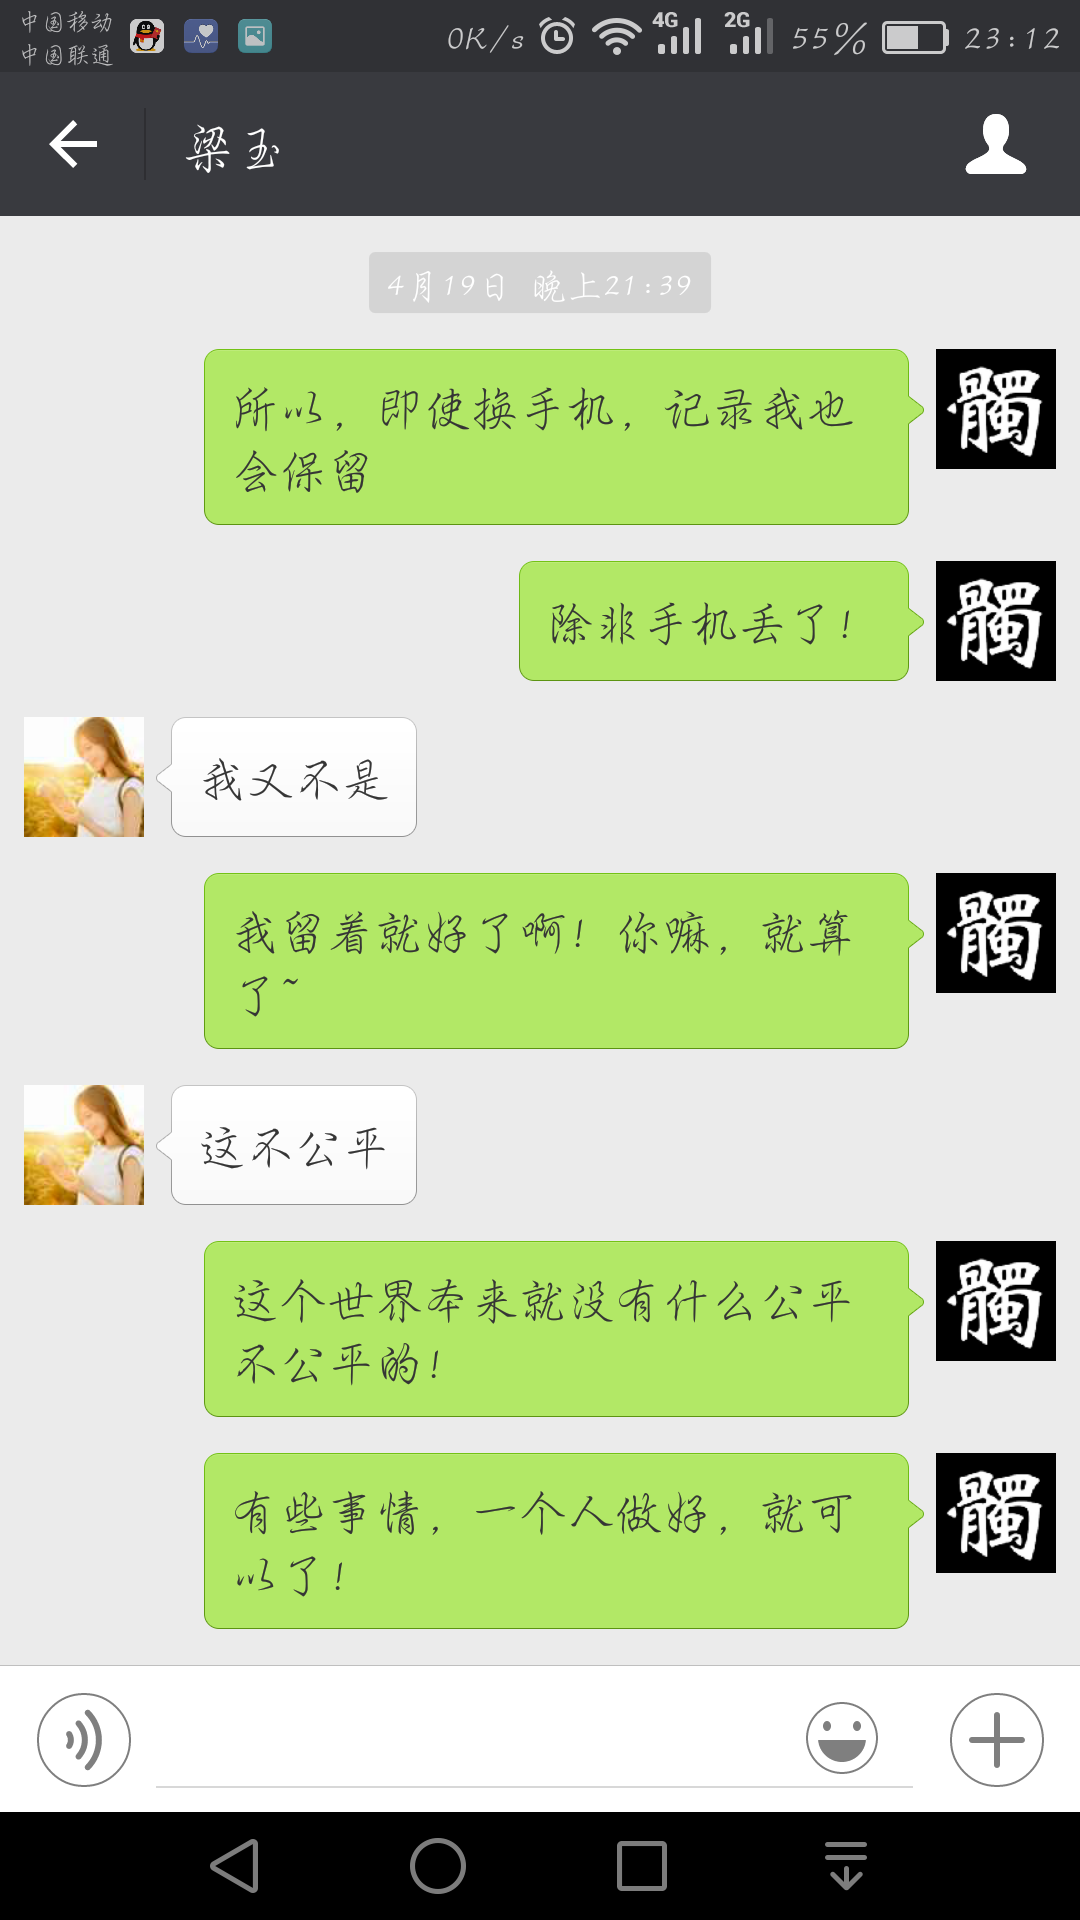 中国移动
中国联通
0K/s 4G 2G 55% 23:12
梁玉
4月19日 晚上21:39
所以，即使换手机，记录我也
会保留
髑
除非手机丢了！
髑
我又不是
我留着就好了啊！你嘛，就算
了~
髑
这不公平
这个世界本来就没有什么公平
不公平的！
髑
有些事情，一个人做好，就可
以了！
髑